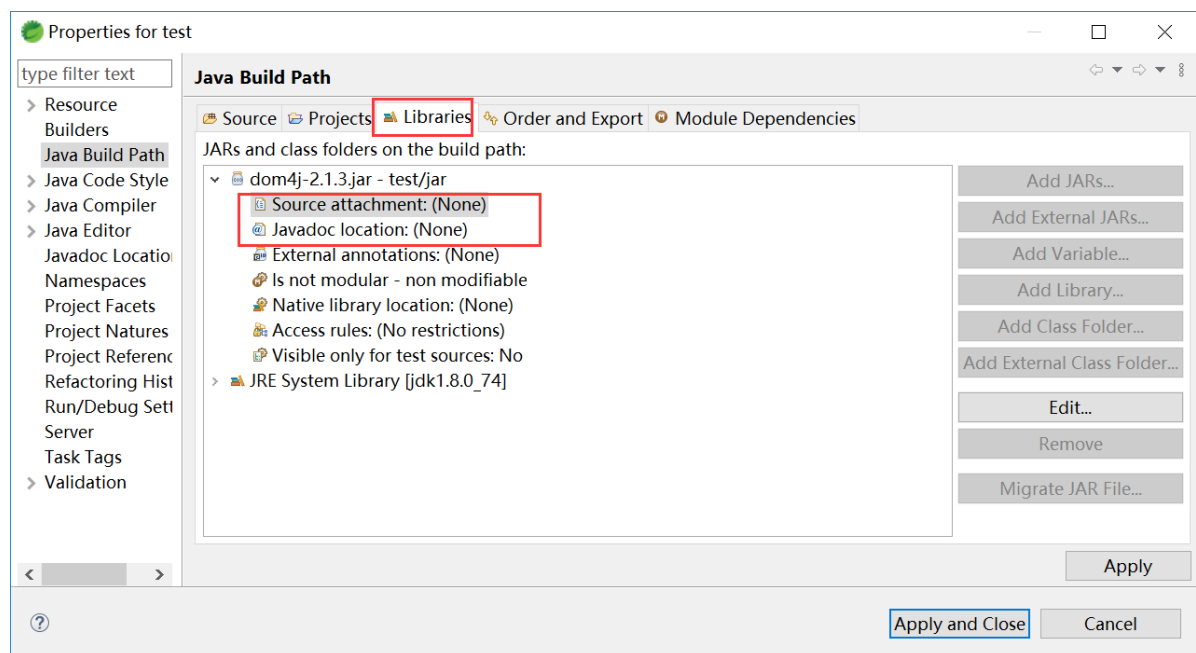 Properties for test
type filter text
Resource
Builders
Java Build Path
Java Code Style
Java Compiler
Java Editor
Javadoc Locatio
Namespaces
Project Facets
Project Natures
Project Referenc
Refactoring Hist
Run/Debug Sett
Server
Task Tags
Validation
Java Build Path
Source Projects Libraries Order and Export Module Dependencies
JARs and class folders on the build path:
dom4j-2.1.3.jar - test/jar
Source attachment: (None)
Javadoc location: (None)
External annotations: (None)
Is not modular - non modifiable
Native library location: (None)
Access rules: (No restrictions)
Visible only for test sources: No
JRE System Library [jdk1.8.0_74]
Add JARs...
Add External JARs...
Add Variable...
Add Library...
Add Class Folder...
Add External Class Folder...
Edit...
Remove
Migrate JAR File...
Apply
Apply and Close Cancel